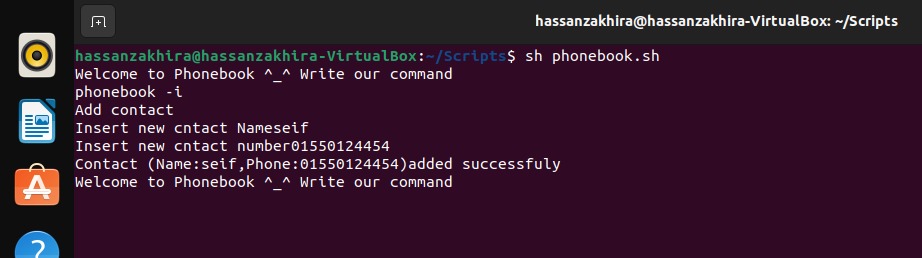 hassanzakhira@hassanzakhira-VirtualBox: ~/Scripts
hassanzakhira@hassanzakhira-VirtualBox:~/Scripts$ sh phonebook.sh
Welcome to Phonebook ^_^ Write our command
phonebook -i
Add contact
Insert new cntact Nameseif
Insert new cntact number01550124454
Contact (Name:seif,Phone:01550124454)added successfuly
Welcome to Phonebook ^_^ Write our command